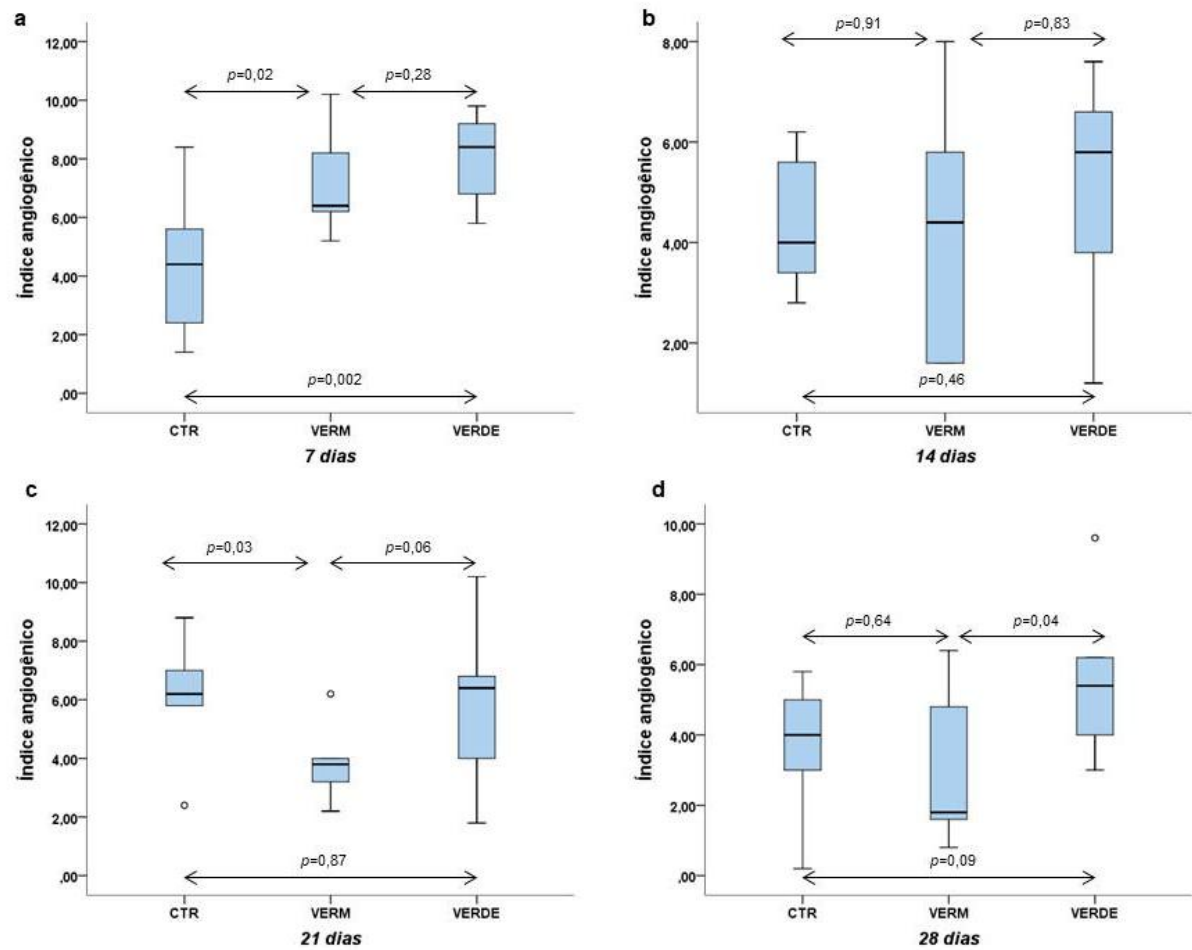 a
12,00
10,00
8,00
6,00
4,00
2,00
,00
Índice angiogênico
p=0,02
p=0,28
p=0,002
CTR VERM VERDE
7 dias
b
8,00
6,00
4,00
2,00
Índice angiogênico
p=0,91
p=0,83
p=0,46
CTR VERM VERDE
14 dias
c
12,00
10,00
8,00
6,00
4,00
2,00
,00
Índice angiogênico
p=0,03
p=0,06
p=0,87
CTR VERM VERDE
21 dias
d
10,00
8,00
6,00
4,00
2,00
,00
Índice angiogênico
p=0,64
p=0,04
p=0,09
CTR VERM VERDE
28 dias